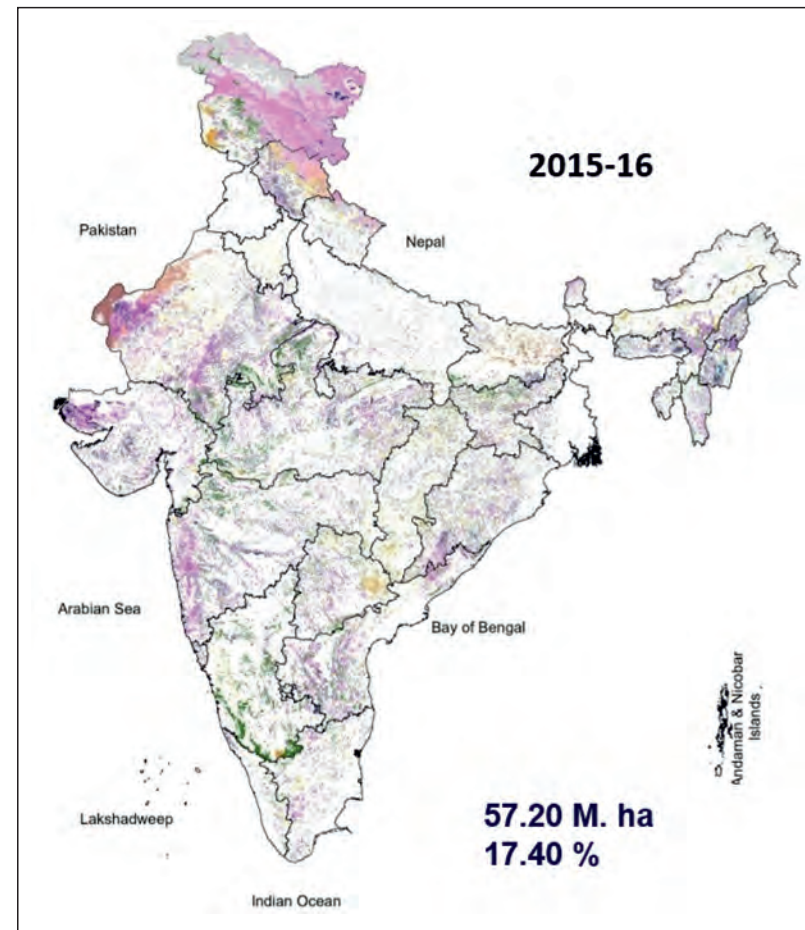 2015-16
Pakistan
Nepal
Arabian Sea
Bay of Bengal
Andaman & Nicobar
Islands
Lakshadweep
57.20 M. ha
17.40 %
Indian Ocean